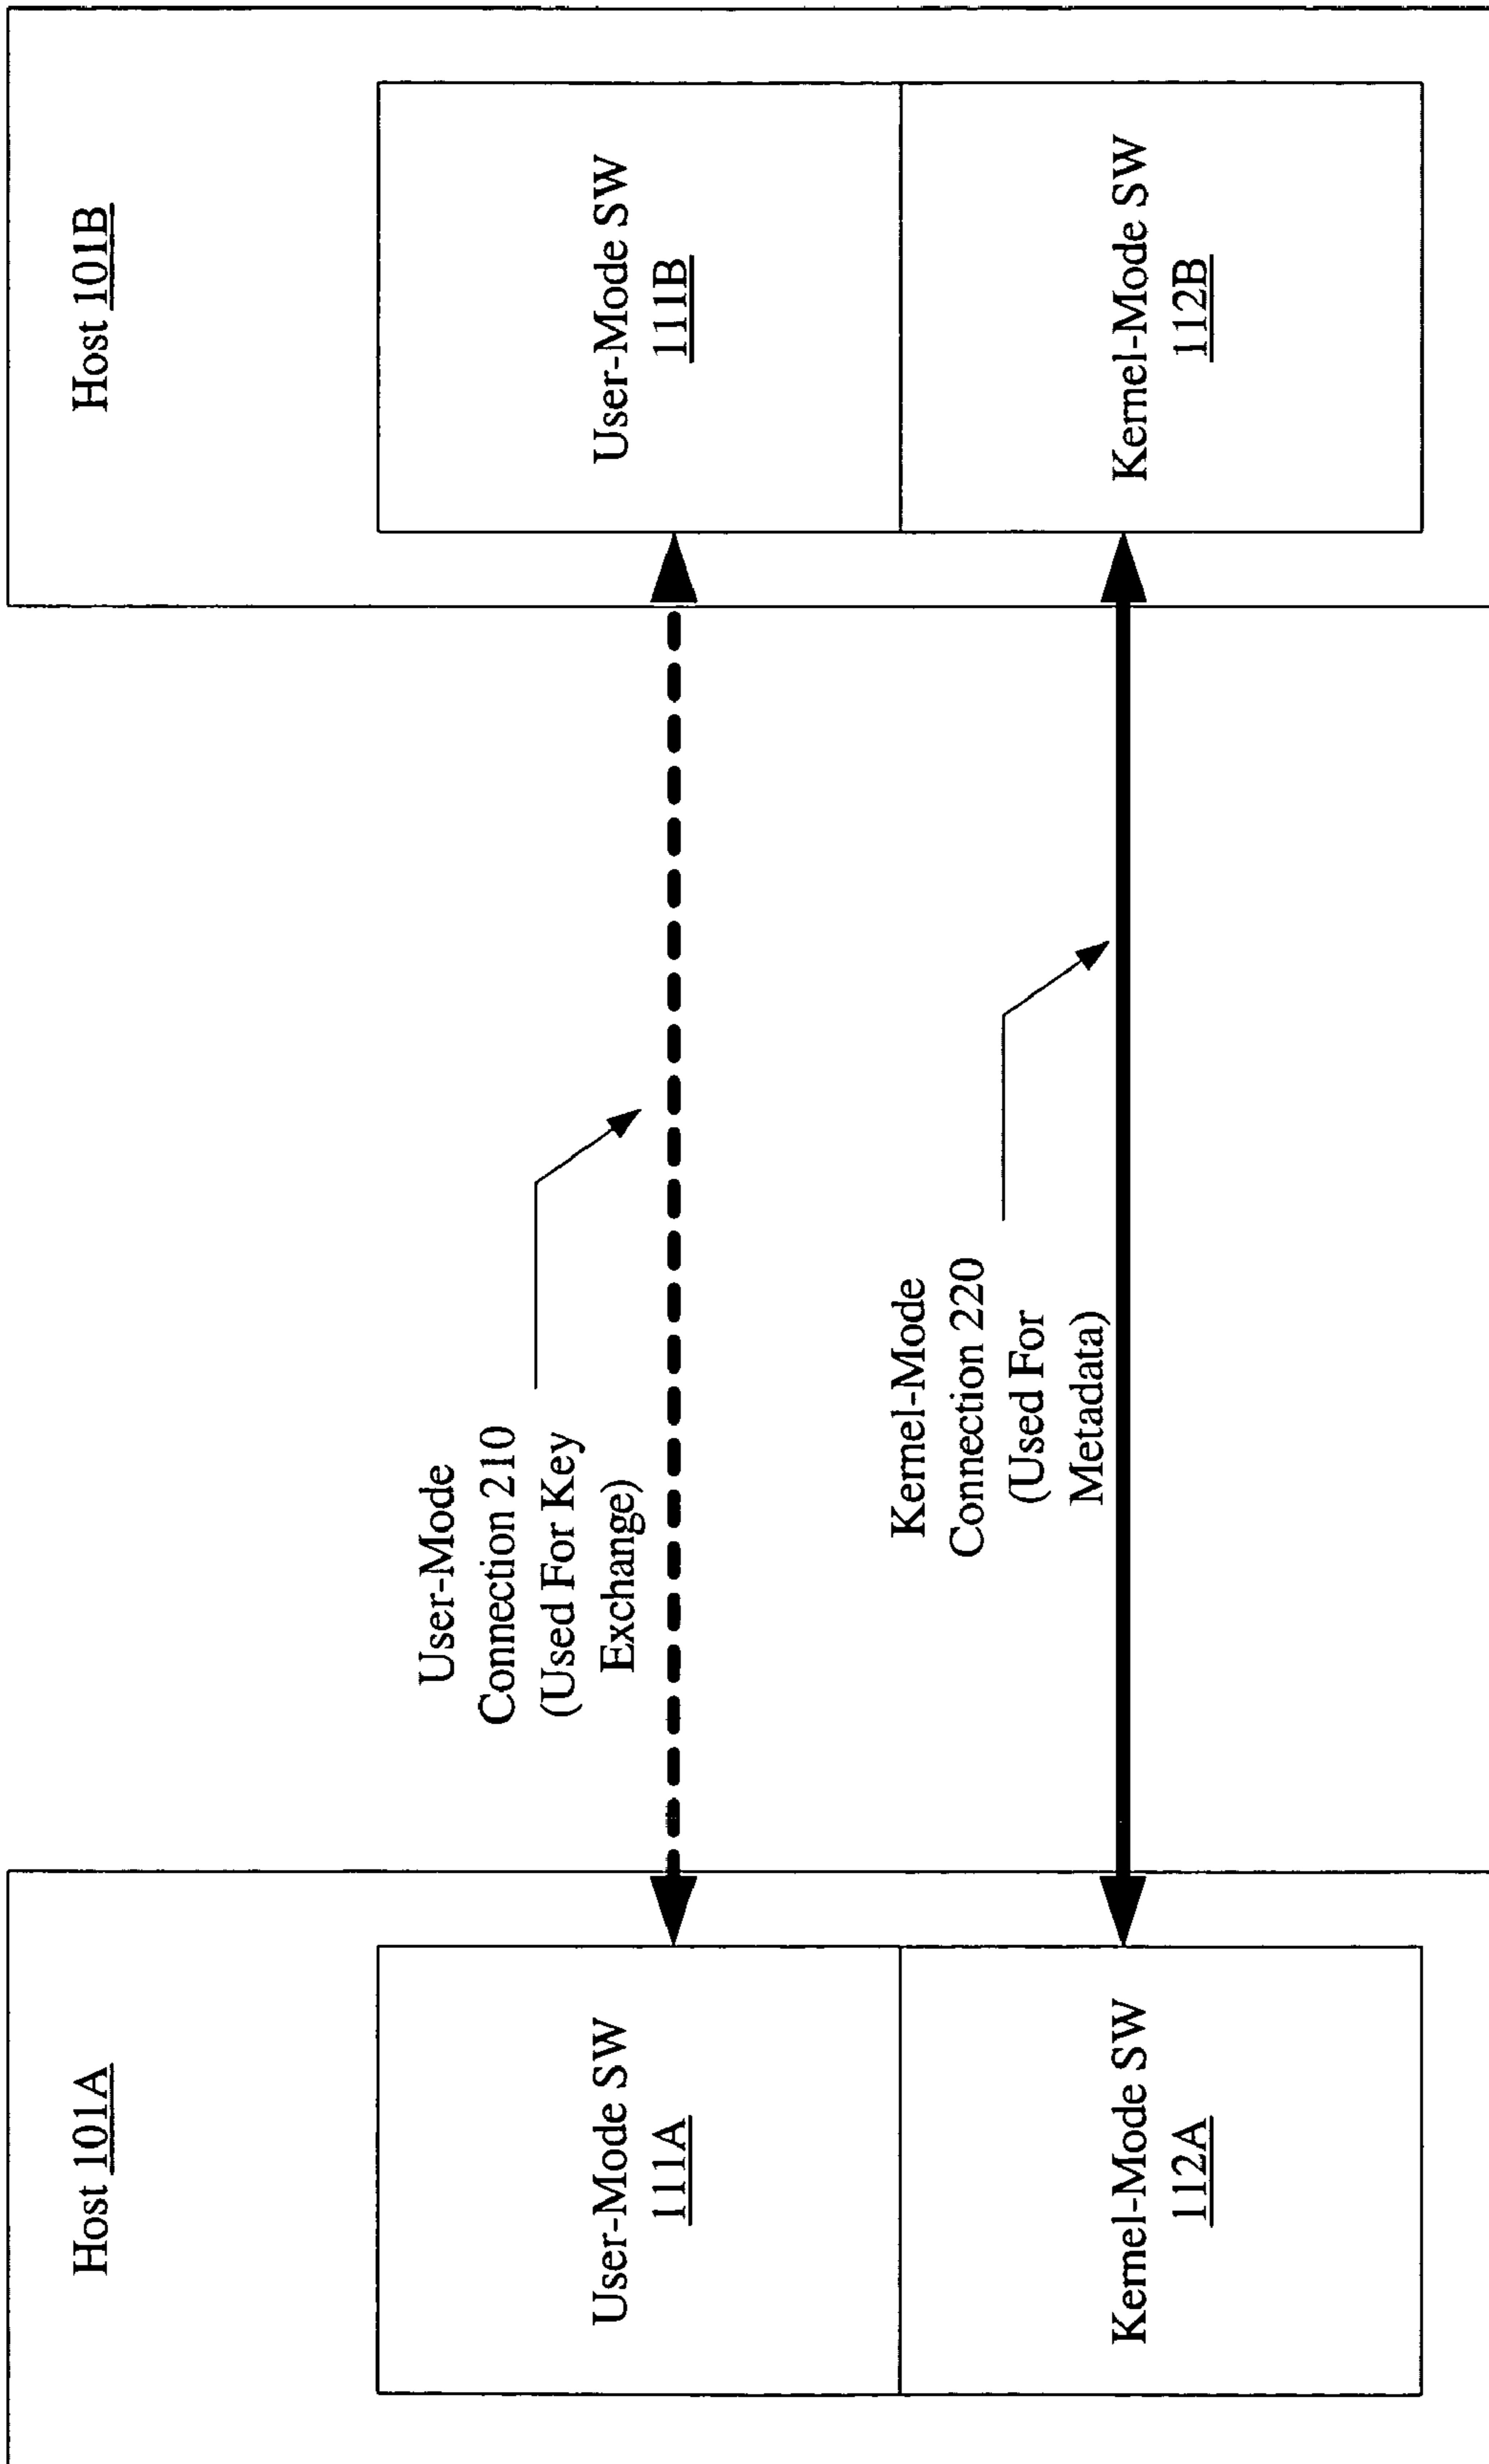 Host 101A
User-Mode SW
111A
Kernel-Mode SW
112A
User-Mode
Connection 210
(Used For Key
Exchange)
Kernel-Mode
Connection 220
(Used For
Metadata)
Host 101B
User-Mode SW
111B
Kernel-Mode SW
112B